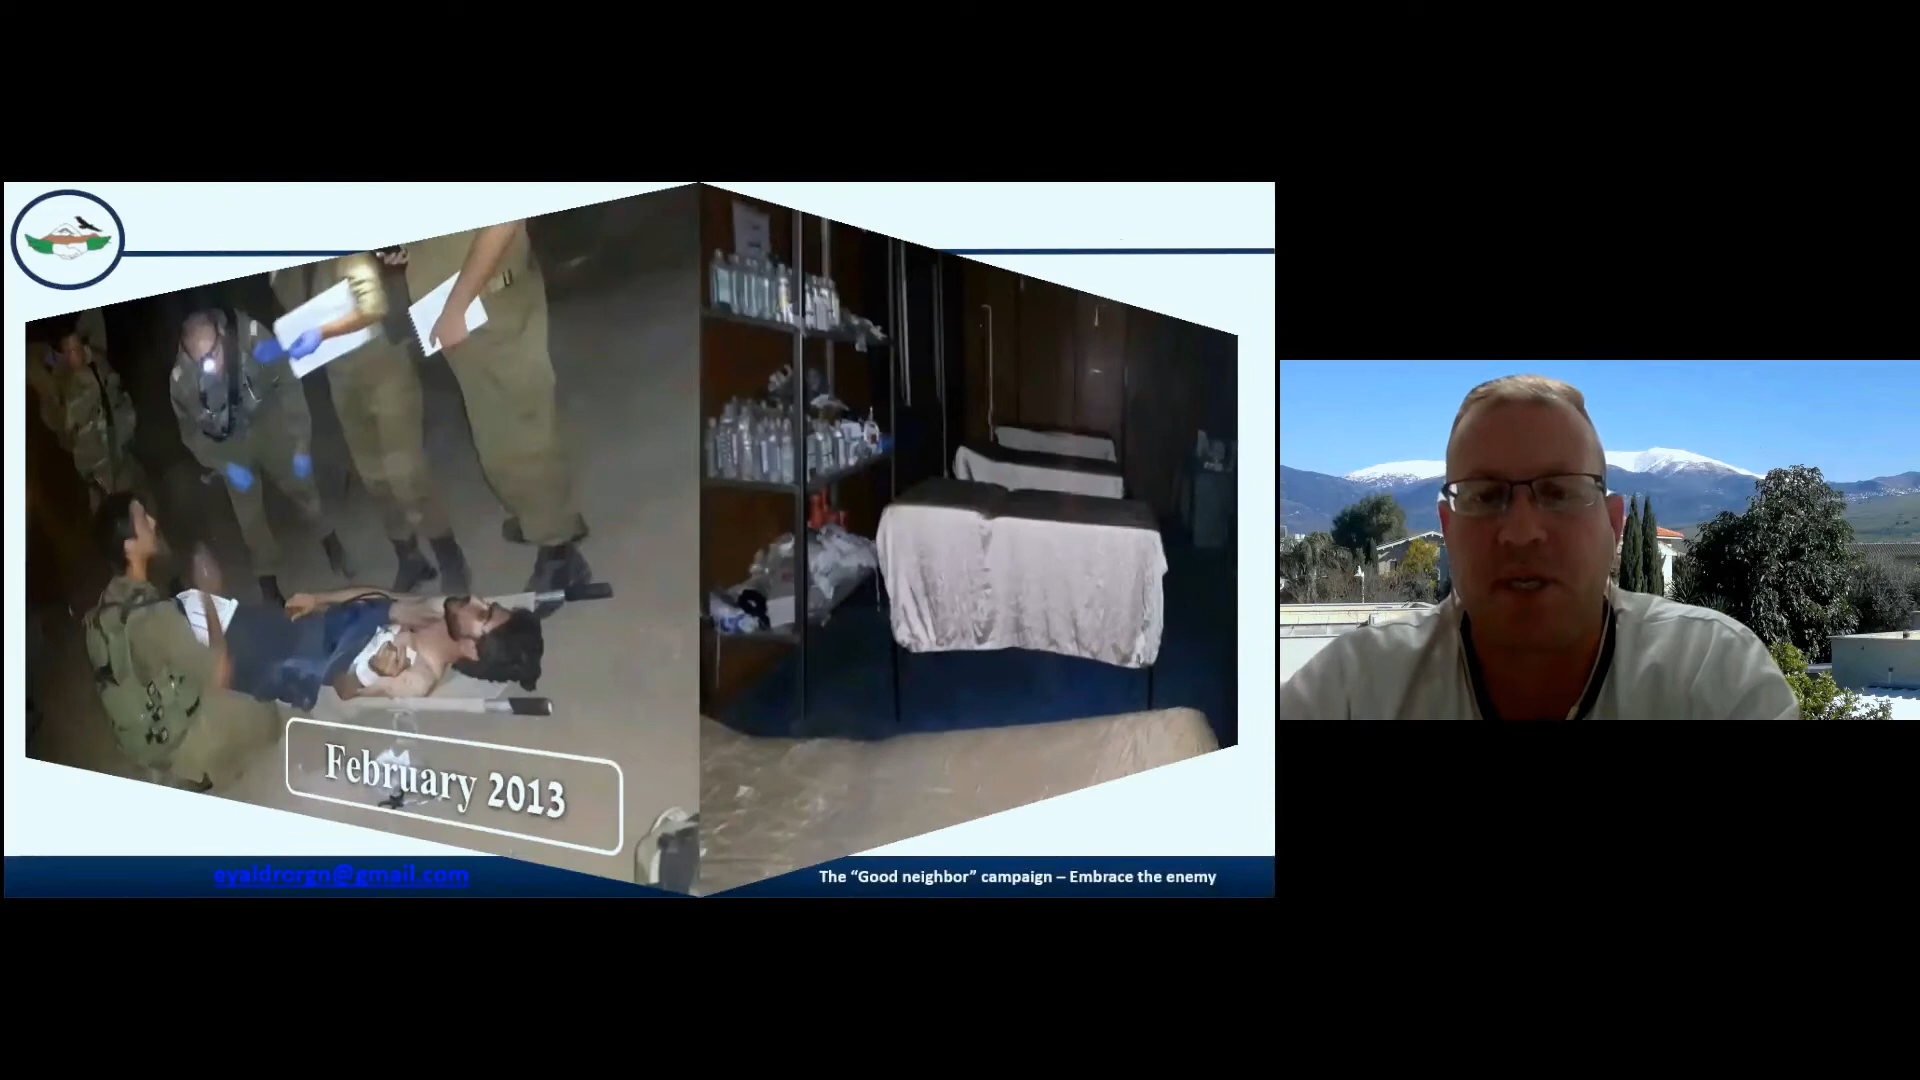 February 2013
eyaldrorgn@gmail.com
The “Good neighbor” campaign – Embrace the enemy